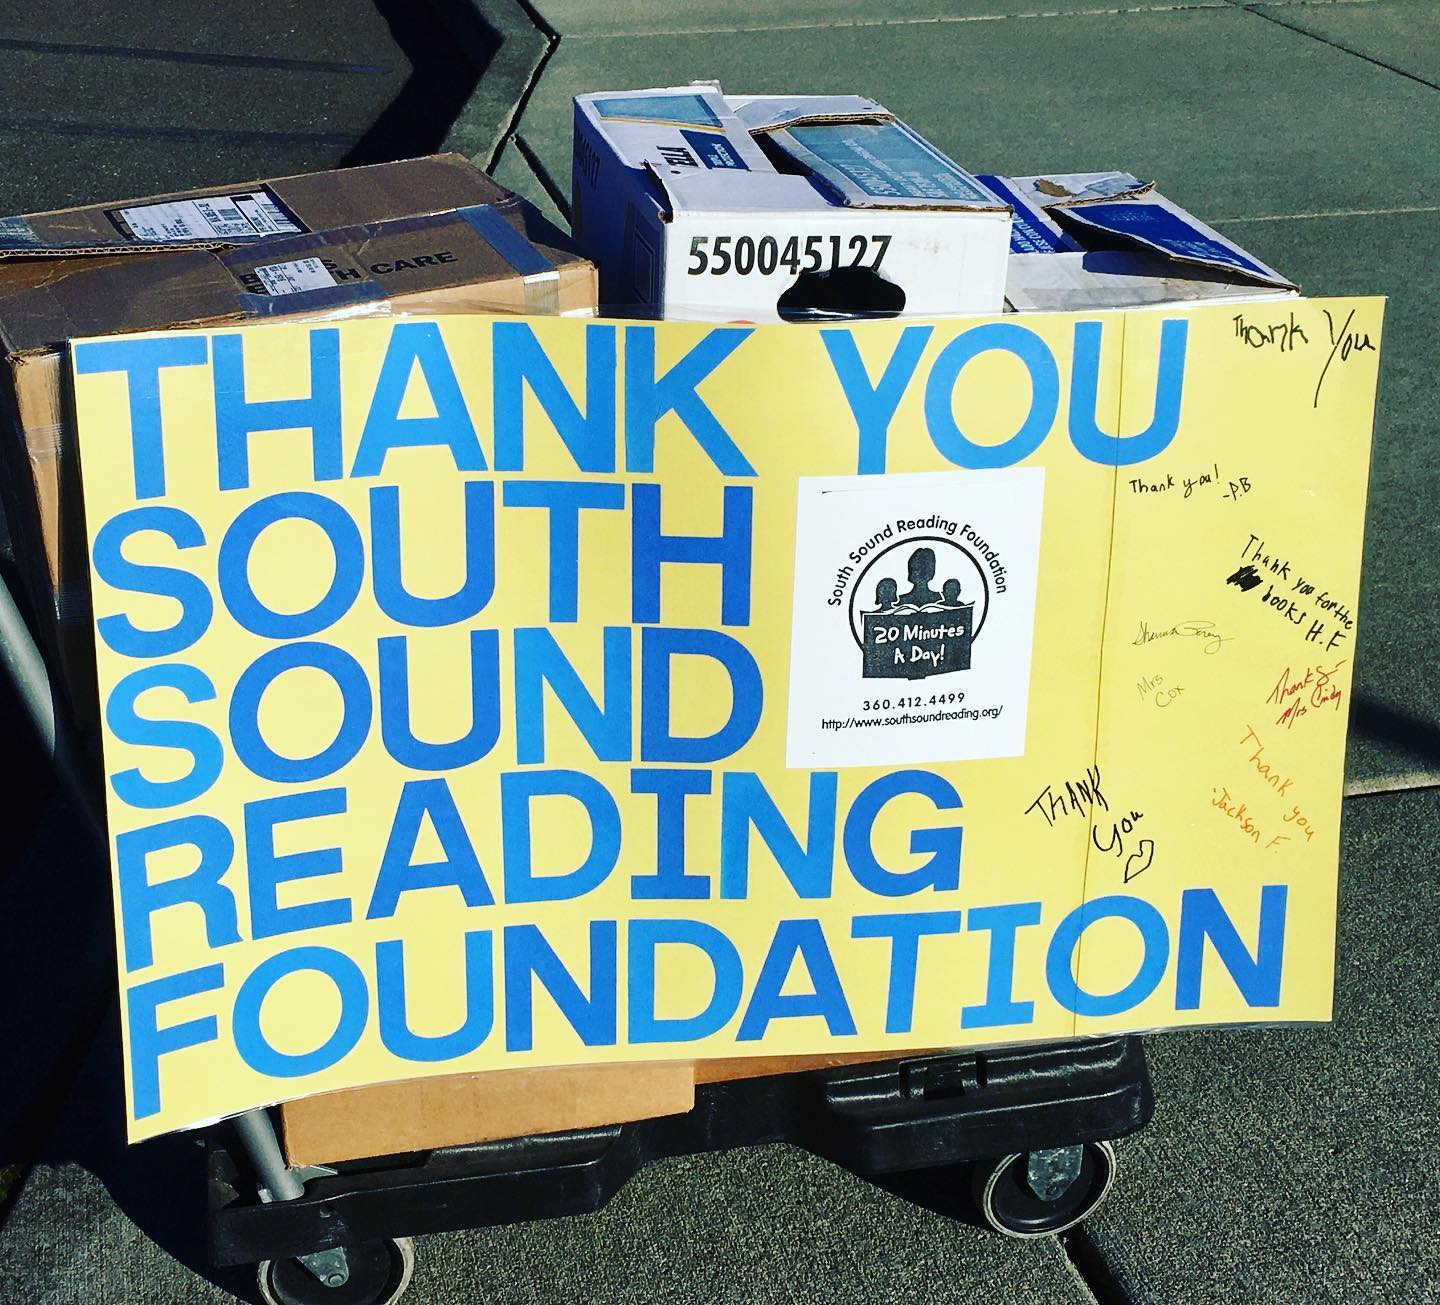 550045127
CARE
THANK YOU
SOUTH
SOUND
READING
FOUNDATION
South Sound Reading Foundation
20 Minutes
A Day!
360.412.4499
http://www.southsoundreading.org/
Thank You
Thank you!
-P.B
Thank you for the
books H.F
Mrs
Cox
Thanks-
Mrs Cindy
Thank you
Jackson F.
THANK
you